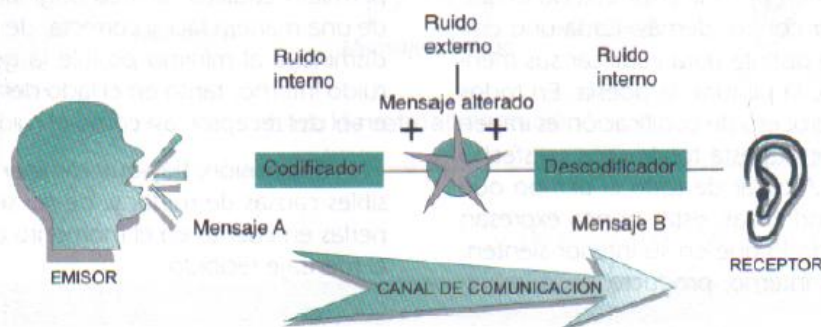 Ruido
externo
Ruido
interno
Ruido
interno
Mensaje alterado
+ +
Codificador
Descodificador
Mensaje A
Mensaje B
EMISOR
RECEPTOR
CANAL DE COMUNICACIÓN